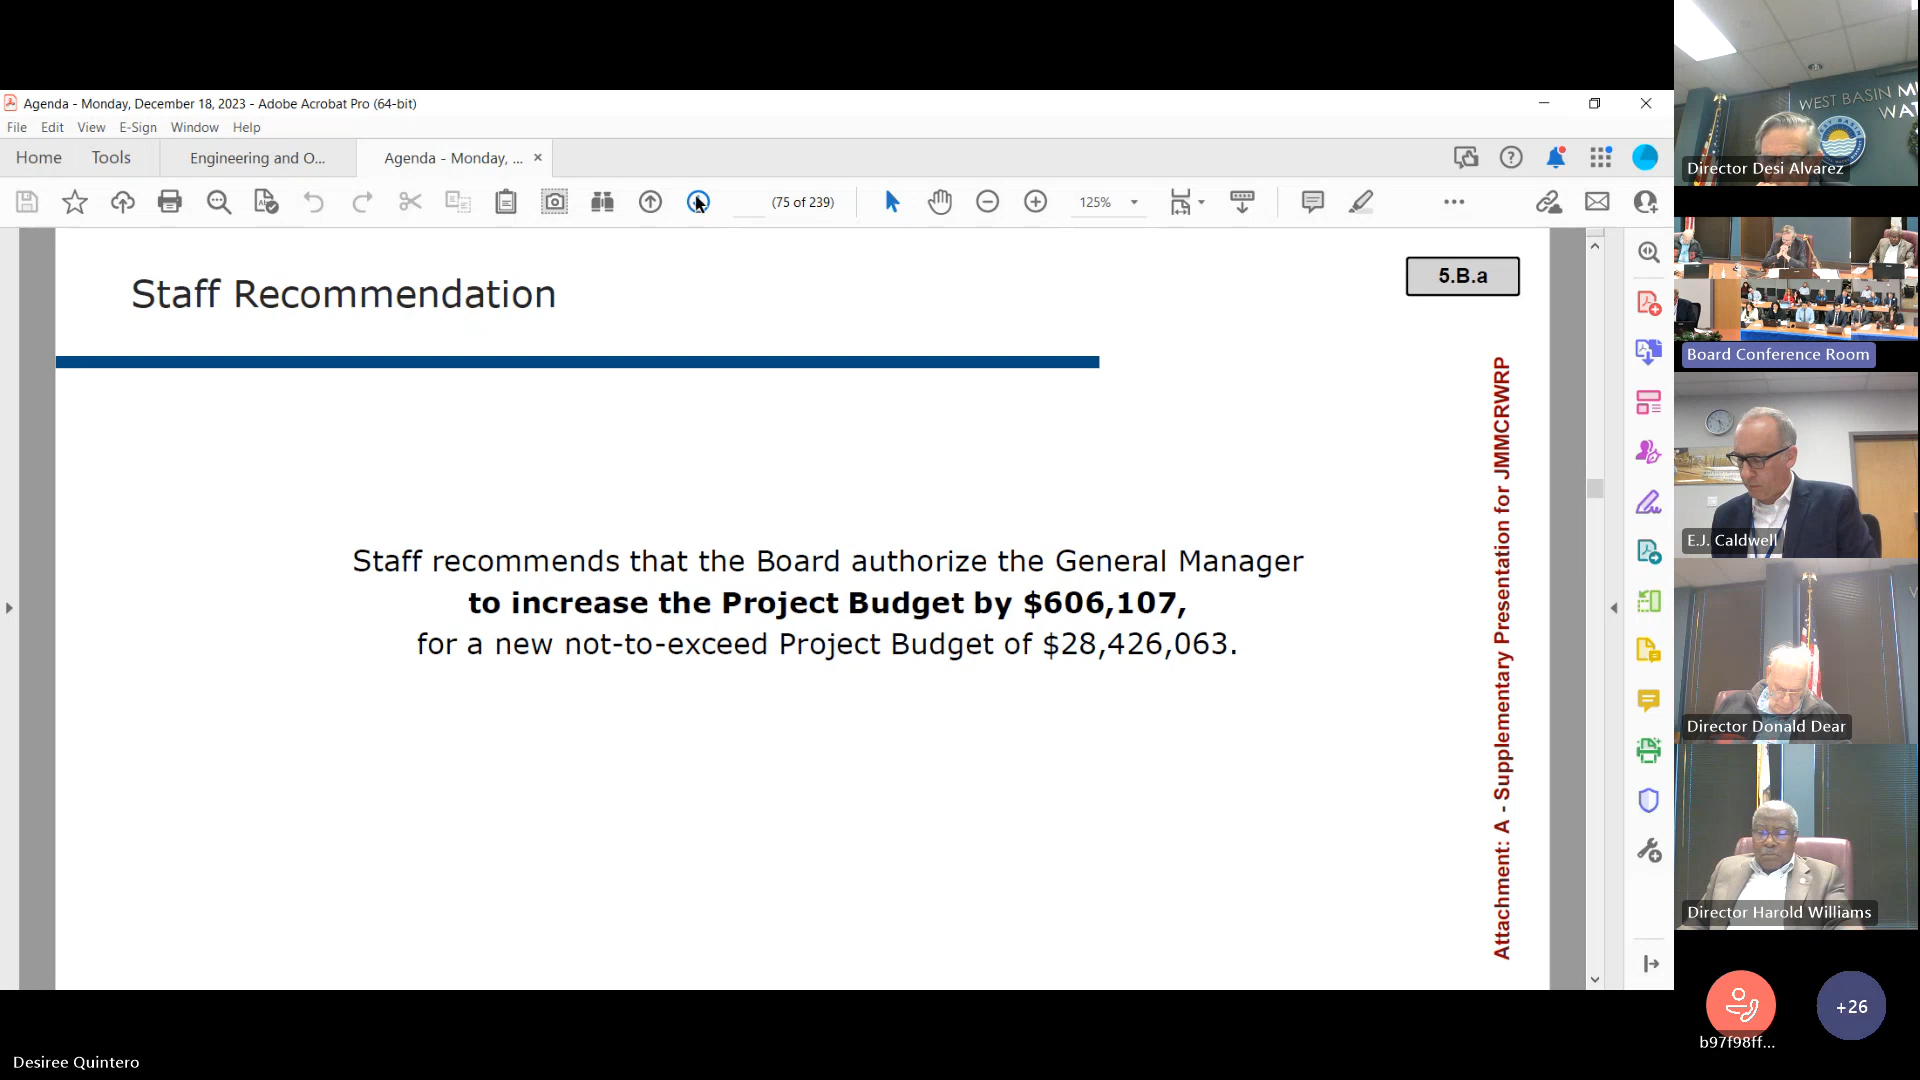 Agenda - Monday, December 18, 2023 - Adobe Acrobat Pro (64-bit)
File Edit View E-Sign Window Help
Home Tools Engineering and O... Agenda - Monday, ...
(75 of 239) 125%
Staff Recommendation
5.B.a
Staff recommends that the Board authorize the General Manager
to increase the Project Budget by $606,107,
for a new not-to-exceed Project Budget of $28,426,063.
Attachment: A - Supplementary Presentation for JMMCRWRP
WEST BASIN
Director Desi Alvarez
Board Conference Room
E.J. Caldwell
Director Donald Dear
Director Harold Williams
b97f98ff...
+26
Desiree Quintero